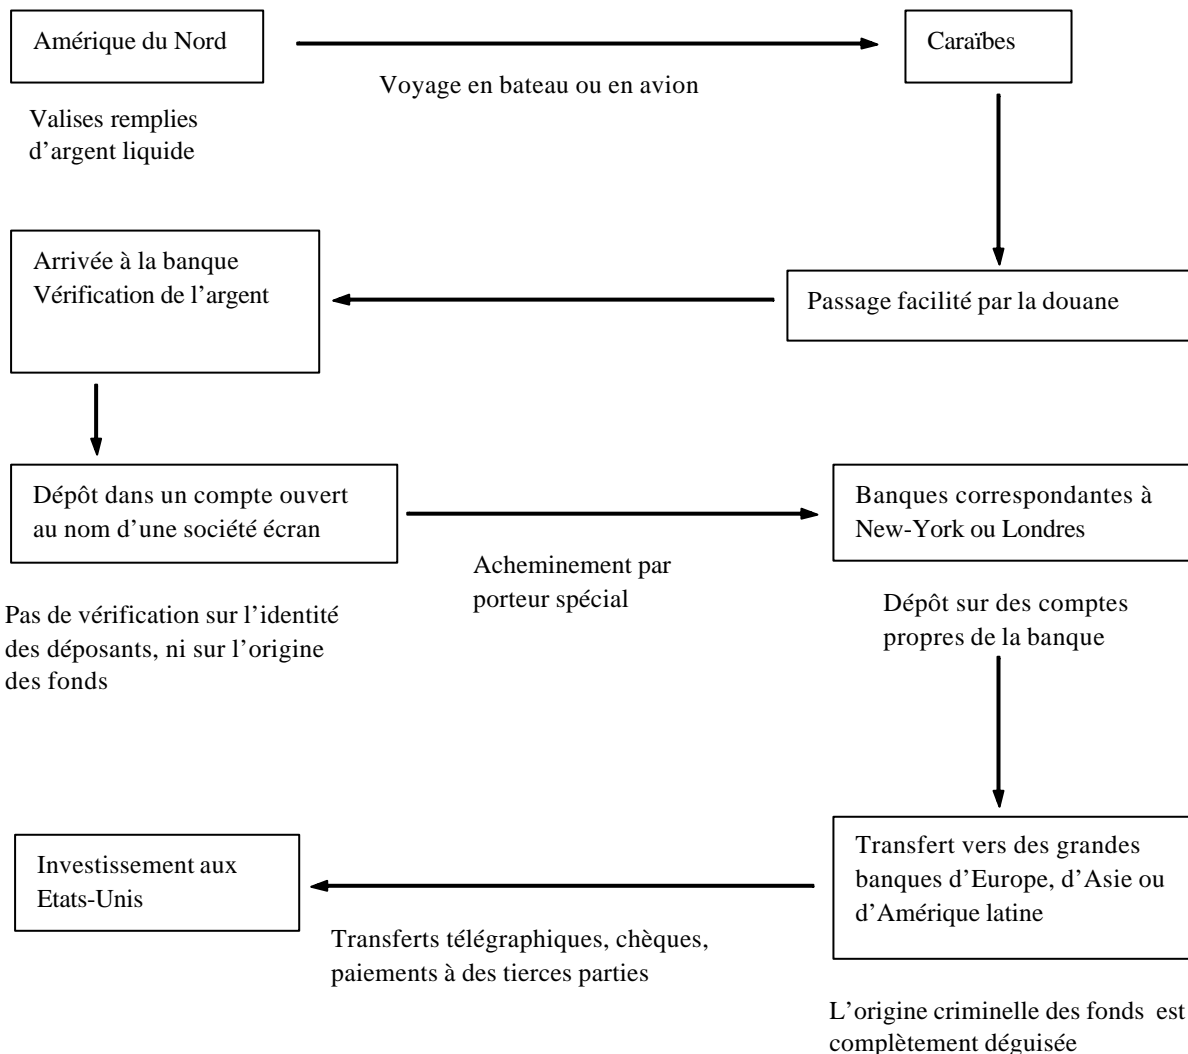 Amérique du Nord
Caraïbes
Voyage en bateau ou en avion
Valises remplies
d’argent liquide
Passage facilité par la douane
Arrivée à la banque
Vérification de l’argent
Dépôt dans un compte ouvert
au nom d’une société écran
Pas de vérification sur l’identité
des déposants, ni sur l’origine
des fonds
Acheminement par
porteur spécial
Banques correspondantes à
New-York ou Londres
Dépôt sur des comptes
propres de la banque
Transfert vers des grandes
banques d’Europe, d’Asie ou
d’Amérique latine
L’origine criminelle des fonds est
complètement déguisée
Transferts télégraphiques, chèques,
paiements à des tierces parties
Investissement aux
Etats-Unis